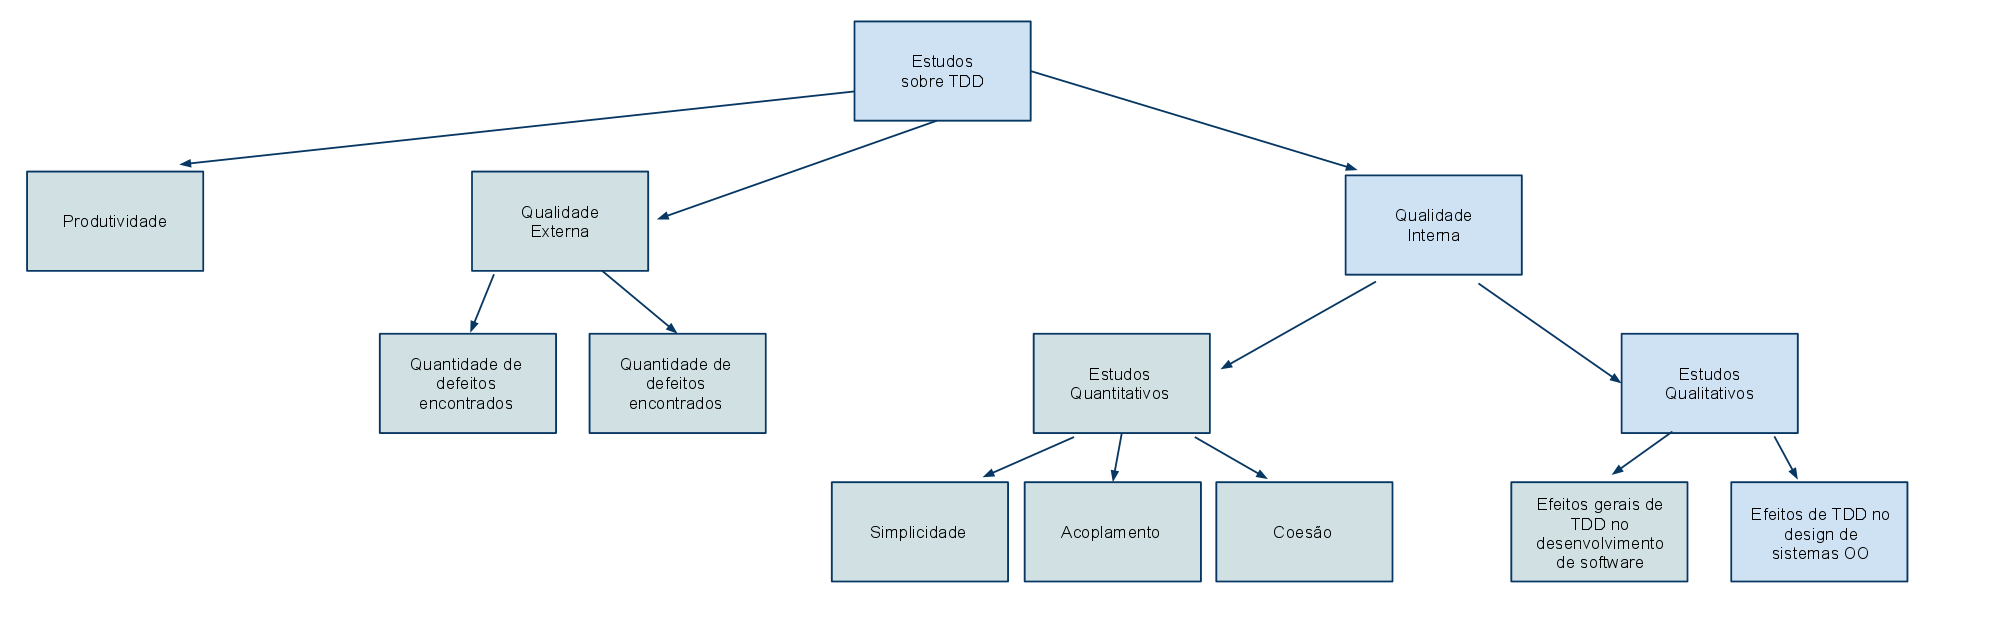 Estudos
sobre TDD
Produtividade
Qualidade
Externa
Qualidade
Interna
Quantidade de
defeitos
encontrados
Quantidade de
defeitos
encontrados
Estudos
Quantitativos
Estudos
Qualitativos
Simplicidade
Acoplamento
Coesão
Efeitos gerais de
TDD no
desenvolvimento
de software
Efeitos de TDD no
design de
sistemas OO